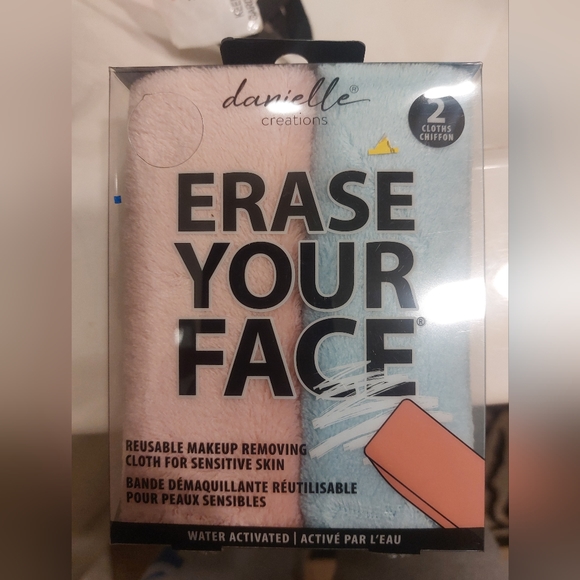 danielle®
creations
2
CLOTHS
CHIFFON
ERASE
YOUR
FACE®
REUSABLE MAKEUP REMOVING
CLOTH FOR SENSITIVE SKIN
BANDE DÉMAQUILLANTE RÉUTILISABLE
POUR PEAUX SENSIBLES
WATER ACTIVATED | ACTIVÉ PAR L'EAU